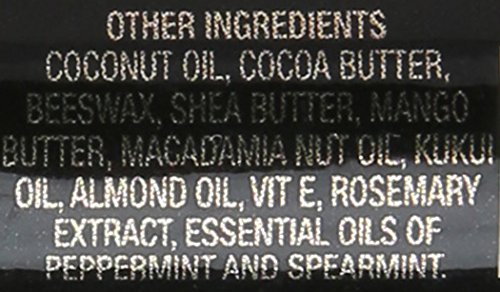 OTHER INGREDIENTS
COCONUT OIL, COCOA BUTTER,
BEESWAX, SHEA BUTTER, MANGO
BUTTER, MACADAMIA NUT OIL, KUKUI
OIL, ALMOND OIL, VIT E, ROSEMARY
EXTRACT, ESSENTIAL OILS OF
PEPPERMINT AND SPEARMINT.